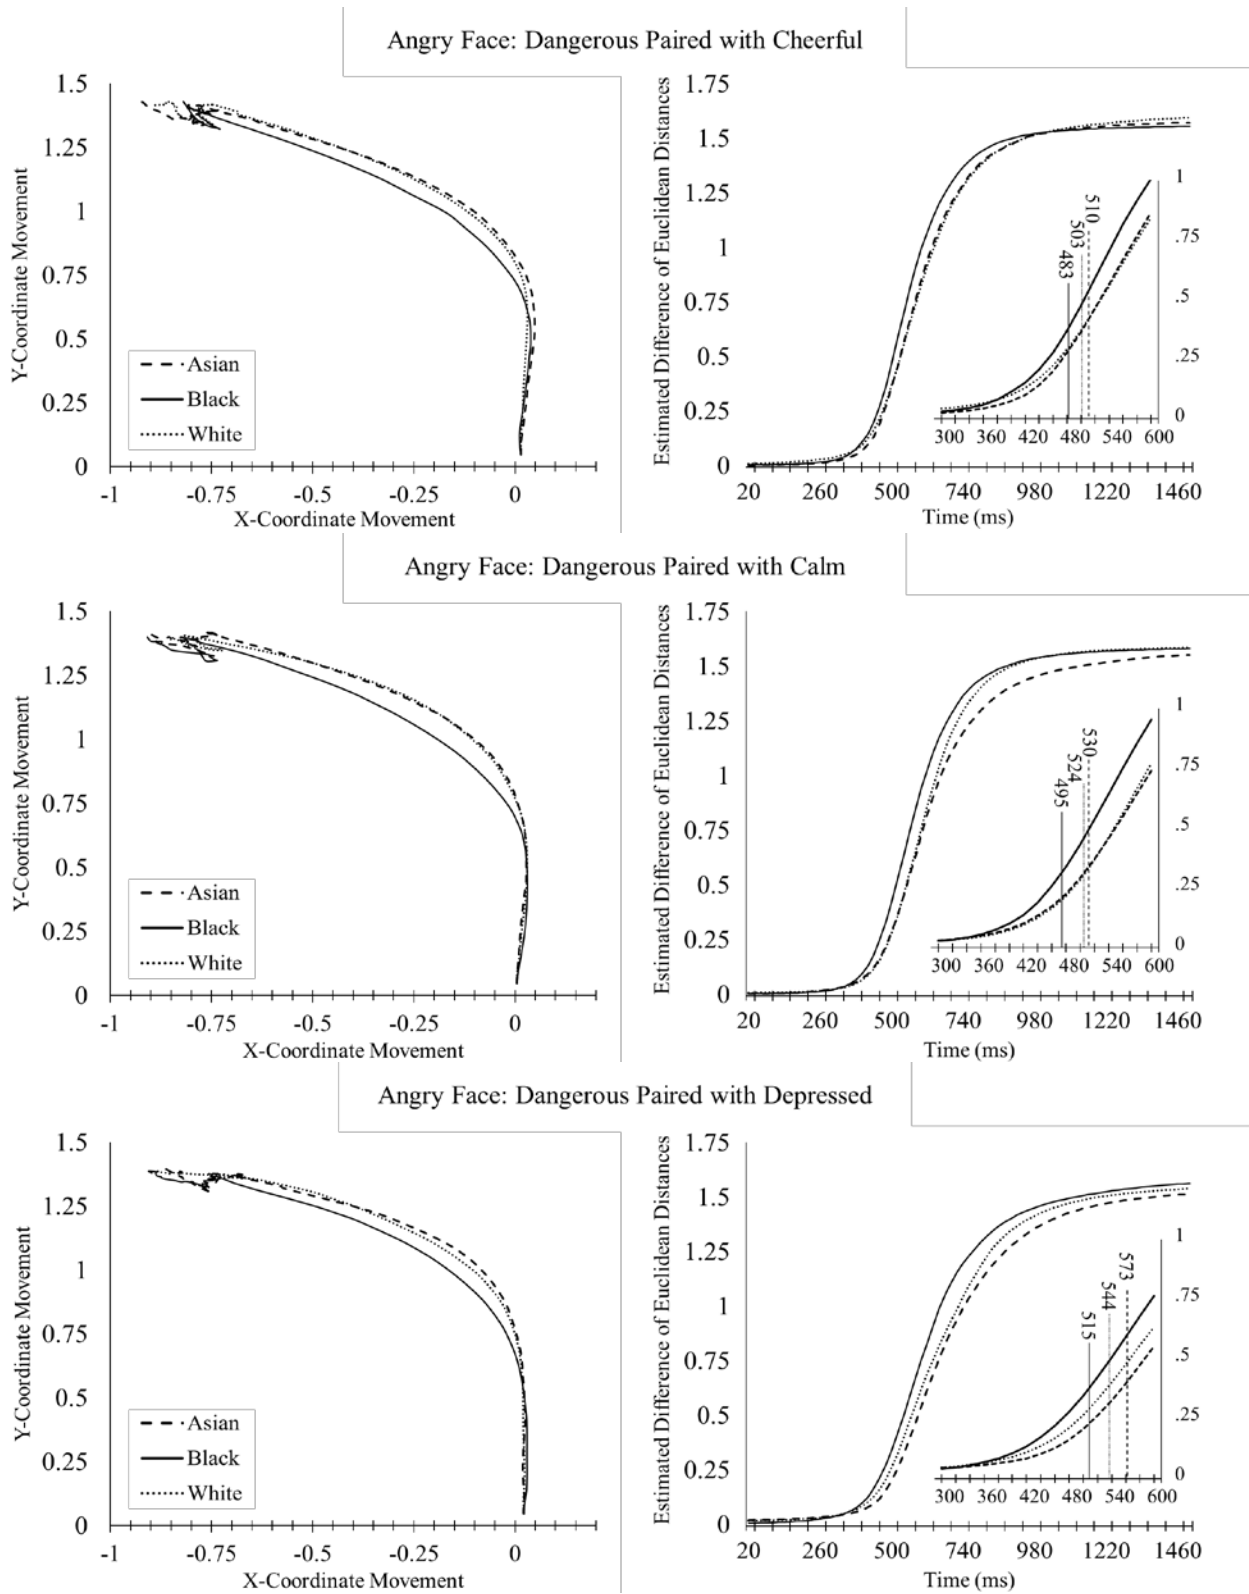 Angry Face: Dangerous Paired with Cheerful
Y-Coordinate Movement
1.5
1.25
1
0.75
0.5
0.25
0
Asian
Black
White
-1 -0.75 -0.5 -0.25 0
X-Coordinate Movement
Estimated Difference of Euclidean Distances
1.75
1.5
1.25
1
0.75
0.5
0.25
0
483
503
510
1
.75
.5
.25
0
300 360 420 480 540 600
20 260 500 740 980 1220 1460
Time (ms)
Angry Face: Dangerous Paired with Calm
Y-Coordinate Movement
1.5
1.25
1
0.75
0.5
0.25
0
Asian
Black
White
-1 -0.75 -0.5 -0.25 0
X-Coordinate Movement
Estimated Difference of Euclidean Distances
1.75
1.5
1.25
1
0.75
0.5
0.25
0
495
524
530
1
.75
.5
.25
0
300 360 420 480 540 600
20 260 500 740 980 1220 1460
Time (ms)
Angry Face: Dangerous Paired with Depressed
Y-Coordinate Movement
1.5
1.25
1
0.75
0.5
0.25
0
Asian
Black
White
-1 -0.75 -0.5 -0.25 0
X-Coordinate Movement
Estimated Difference of Euclidean Distances
1.75
1.5
1.25
1
0.75
0.5
0.25
0
515
544
573
1
.75
.5
.25
0
300 360 420 480 540 600
20 260 500 740 980 1220 1460
Time (ms)